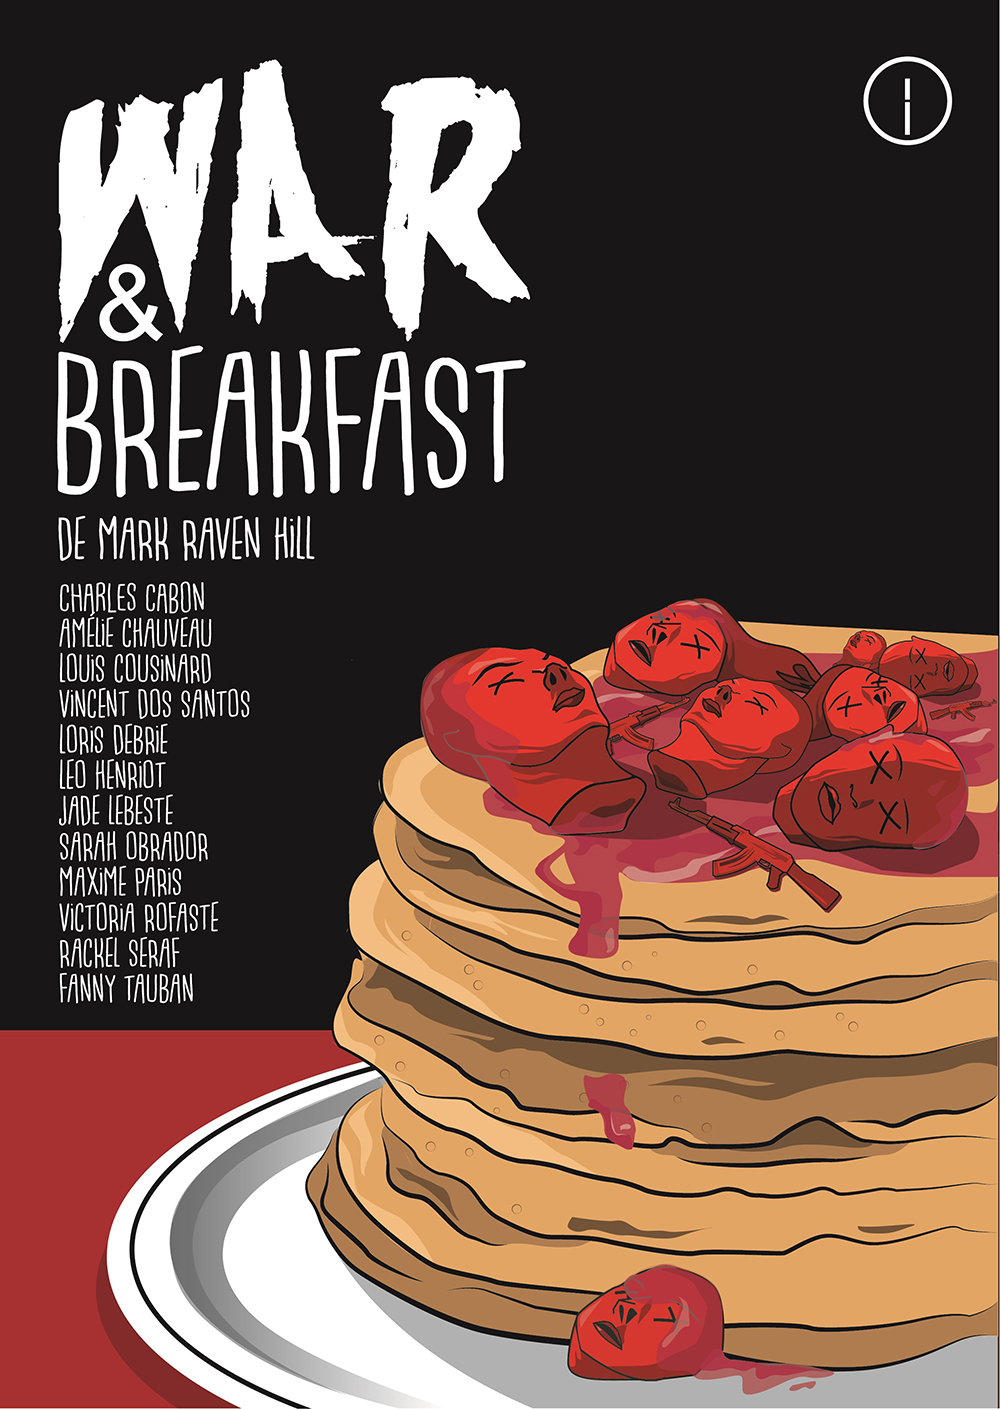 WAR
&
BREAKFAST
DE MARK RAVEN HiLL
CHARLES CABON
AMÉLiE CHAUVEAU
LOUiS COUSiNARD
ViNCENT DOS SANTOS
LORiS DEBRiE
LEO HENRiOT
JADE LEBESTE
SARAH OBRADOR
MAXiME PARiS
ViCTORiA ROFASTE
RACKEL SERAF
FANNY TAUBAN